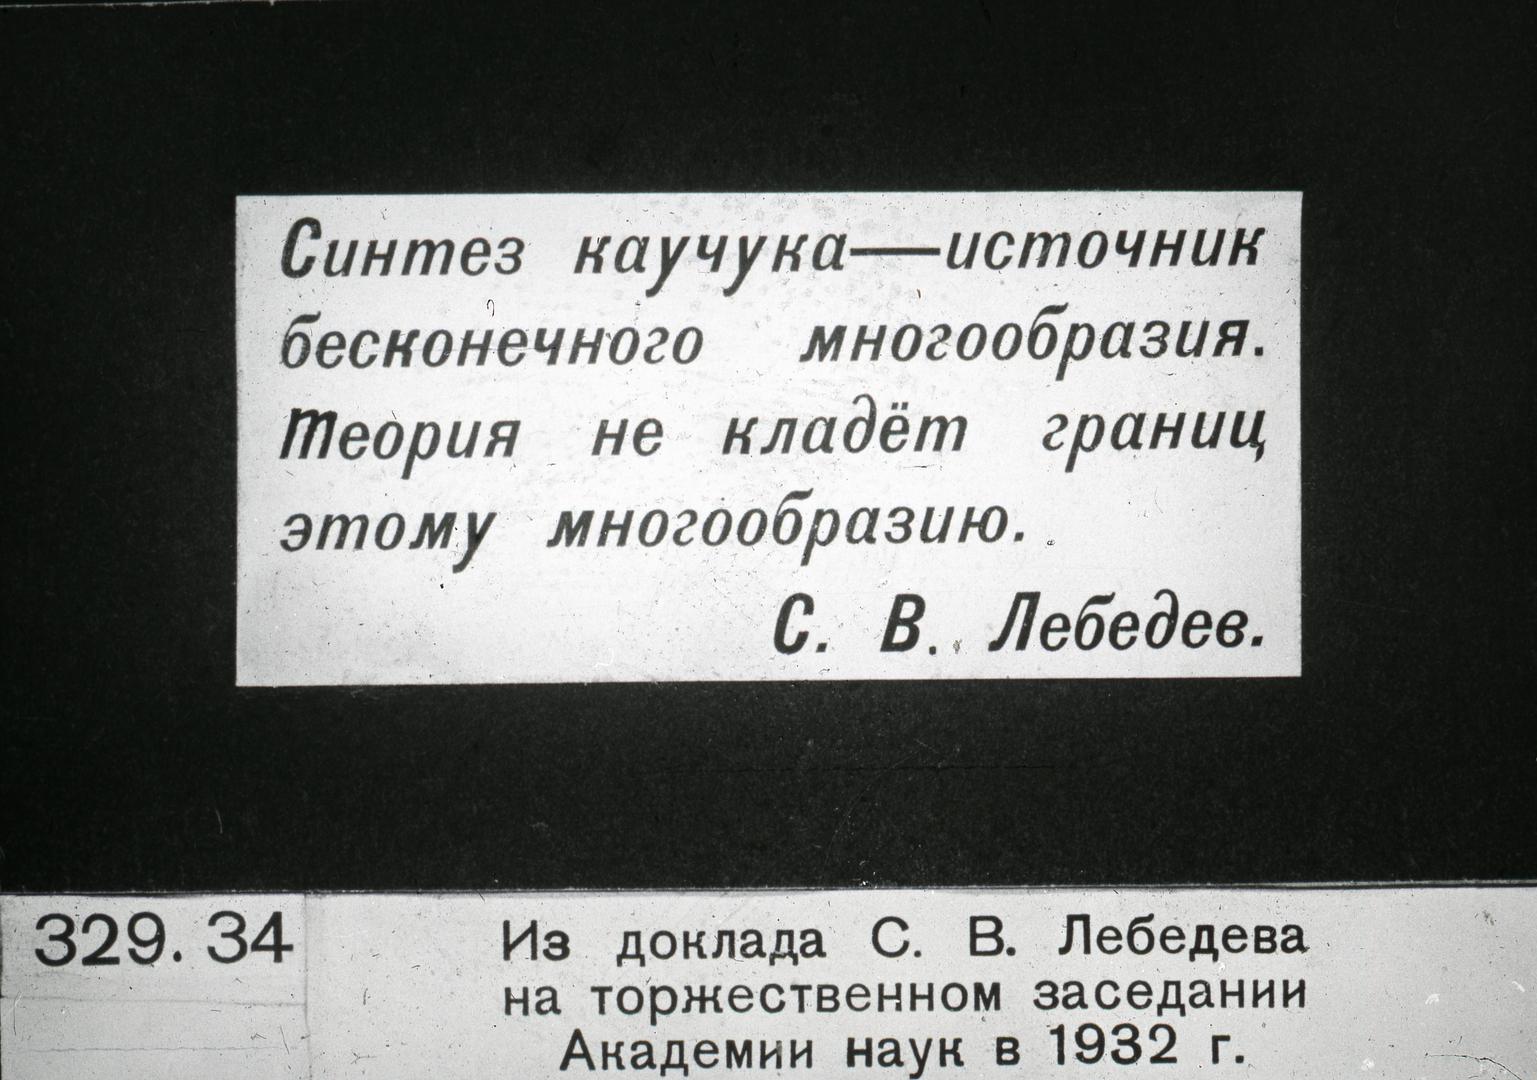 Синтез каучука—источник
бесконечного многообразия.
Теория не кладёт границ
этому многообразию.
С. В. Лебедев.
329. 34
Из доклада С. В. Лебедева
на торжественном заседании
Академии наук в 1932 г.